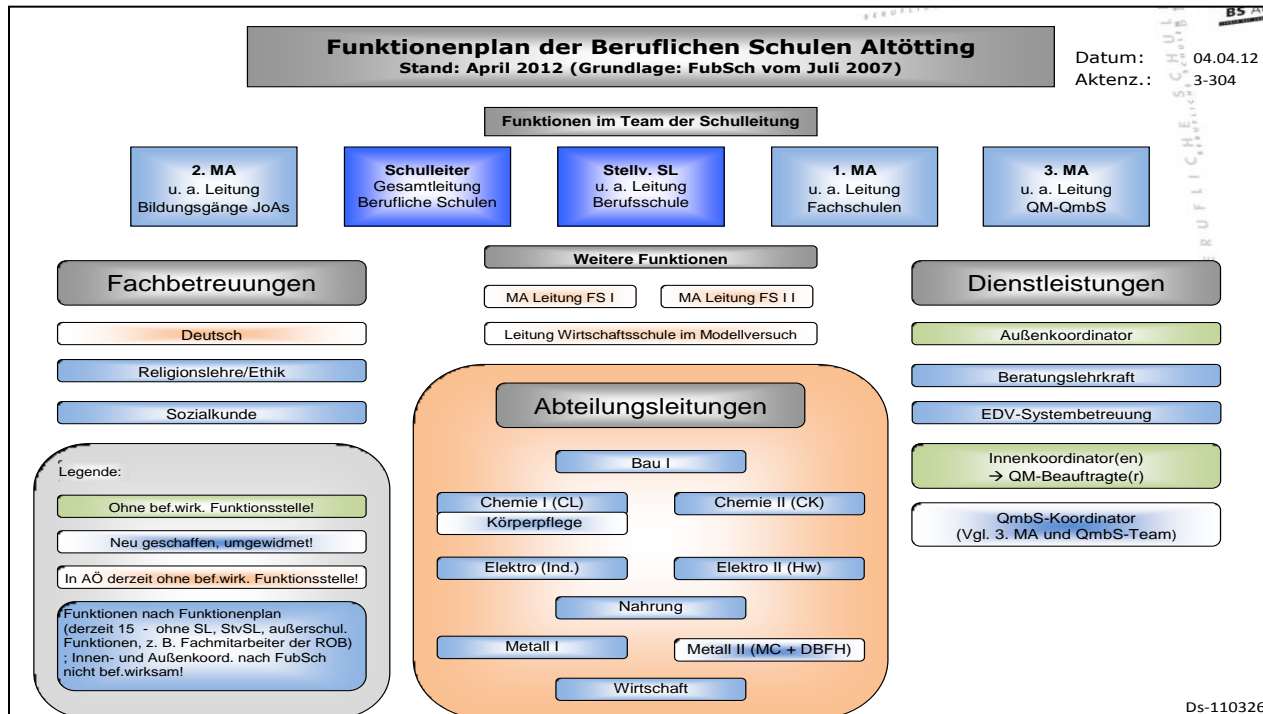 BS A
Funktionenplan der Beruflichen Schulen Altötting
Stand: April 2012 (Grundlage: FubSch vom Juli 2007)
Datum: 04.04.12
Aktenz.: 3-304
Funktionen im Team der Schulleitung
2. MA
u. a. Leitung
Bildungsgänge JoAs
Schulleiter
Gesamtleitung
Berufliche Schulen
Stellv. SL
u. a. Leitung
Berufsschule
1. MA
u. a. Leitung
Fachschulen
3. MA
u. a. Leitung
QM-QmbS
Weitere Funktionen
MA Leitung FS I
MA Leitung FS I I
Leitung Wirtschaftsschule im Modellversuch
Fachbetreuungen
Deutsch
Religionslehre/Ethik
Sozialkunde
Legende:
Ohne bef.wirk. Funktionsstelle!
Neu geschaffen, umgewidmet!
In AÖ derzeit ohne bef.wirk. Funktionsstelle!
Funktionen nach Funktionenplan
(derzeit 15 - ohne SL, StvSL, außerschul.
Funktionen, z. B. Fachmitarbeiter der ROB)
; Innen- und Außenkoord. nach FubSch
nicht bef.wirksam!
Abteilungsleitungen
Bau I
Chemie I (CL)
Körperpflege
Chemie II (CK)
Elektro (Ind.)
Elektro II (Hw)
Nahrung
Metall I
Metall II (MC + DBFH)
Wirtschaft
Dienstleistungen
Außenkoordinator
Beratungslehrkraft
EDV-Systembetreuung
Innenkoordinator(en)
→ QM-Beauftragte(r)
QmbS-Koordinator
(Vgl. 3. MA und QmbS-Team)
Ds-110326